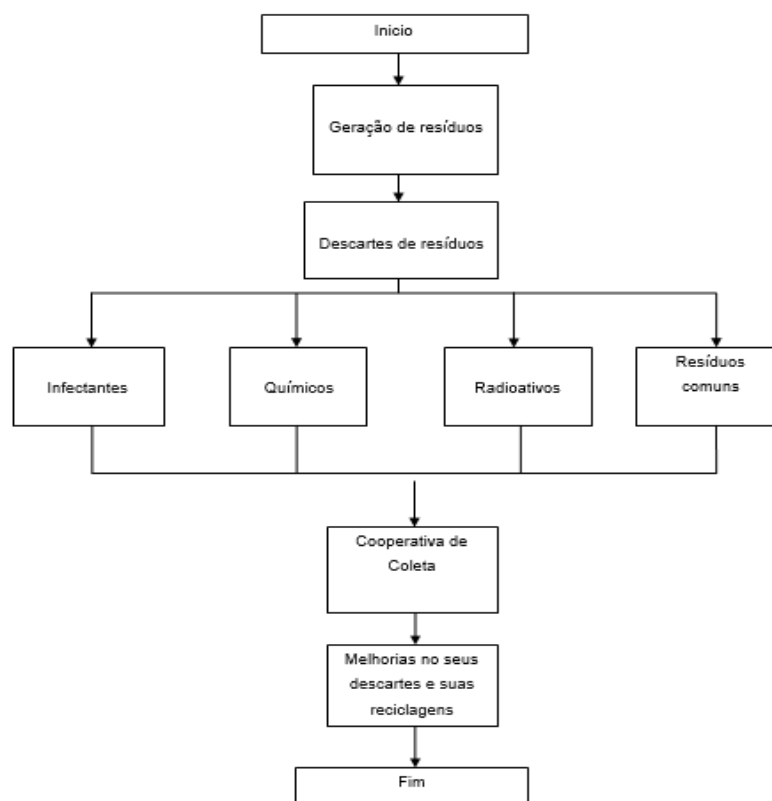 Inicio
Geração de resíduos
Descartes de resíduos
Infectantes
Químicos
Radioativos
Resíduos
comuns
Cooperativa de
Coleta
Melhorias no seus
descartes e suas
reciclagens
Fim